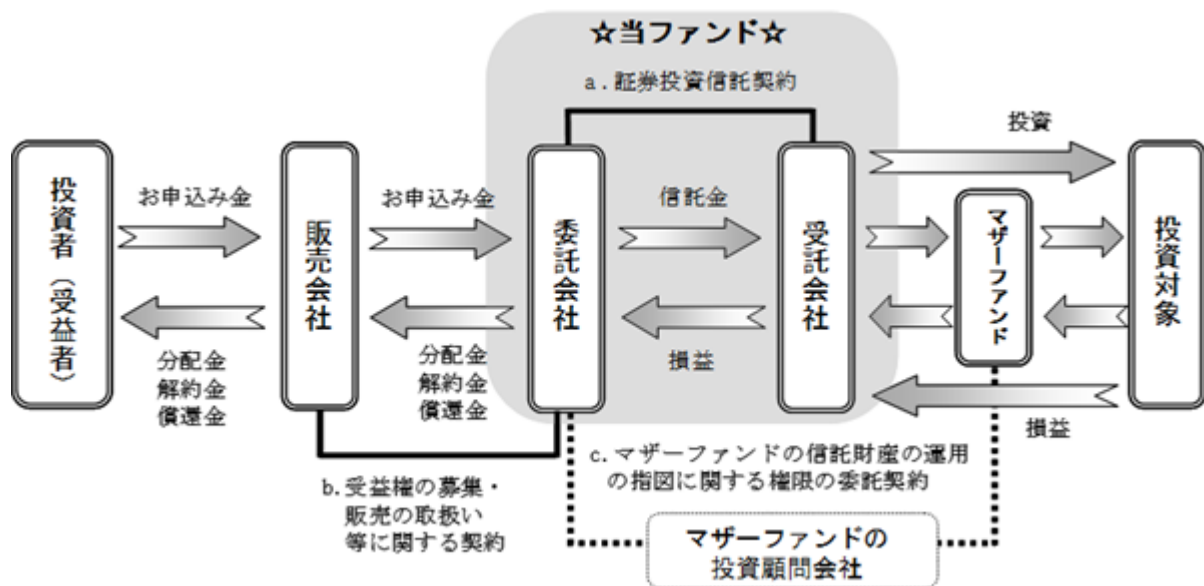 ☆当ファンド☆
a.証券投資信託契約
投資
投資者(受益者)
お申込み金
販売会社
お申込み金
委託会社
信託金
受託会社
マザーファンド
投資対象
分配金
解約金
償還金
分配金
解約金
償還金
損益
損益
b.受益権の募集・
販売の取扱い
等に関する契約
c.マザーファンドの信託財産の運用
の指図に関する権限の委託契約
マザーファンドの
投資顧問会社